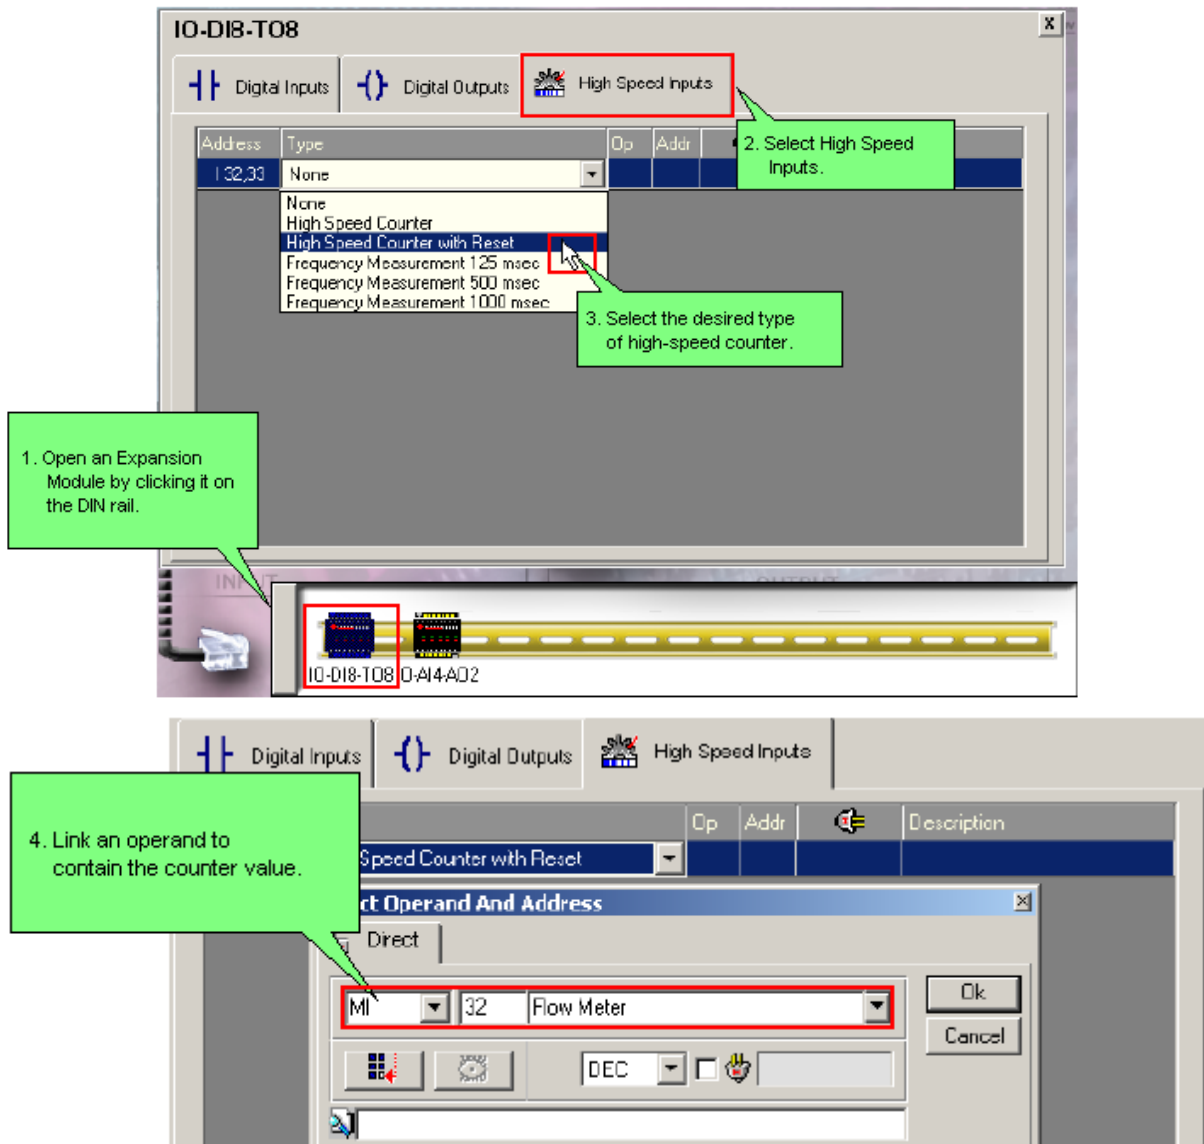 IO-DI8-TO8
x
Digital Inputs
Digital Outputs
High Speed Inputs
Address
Type
Op
Addr
2. Select High Speed
Inputs.
I 32,33
None
None
High Speed Counter
High Speed Counter with Reset
Frequency Measurement 125 msec
Frequency Measurement 500 msec
Frequency Measurement 1000 msec
3. Select the desired type
of high-speed counter.
1. Open an Expansion
Module by clicking it on
the DIN rail.
INPUT
OUTPUT
IO-DI8-TO8
IO-AI4-AO2
Digital Inputs
Digital Outputs
High Speed Inputs
4. Link an operand to
contain the counter value.
Op
Addr
Description
Speed Counter with Reset
ct Operand And Address
Direct
MI
32
Flow Meter
Ok
Cancel
DEC